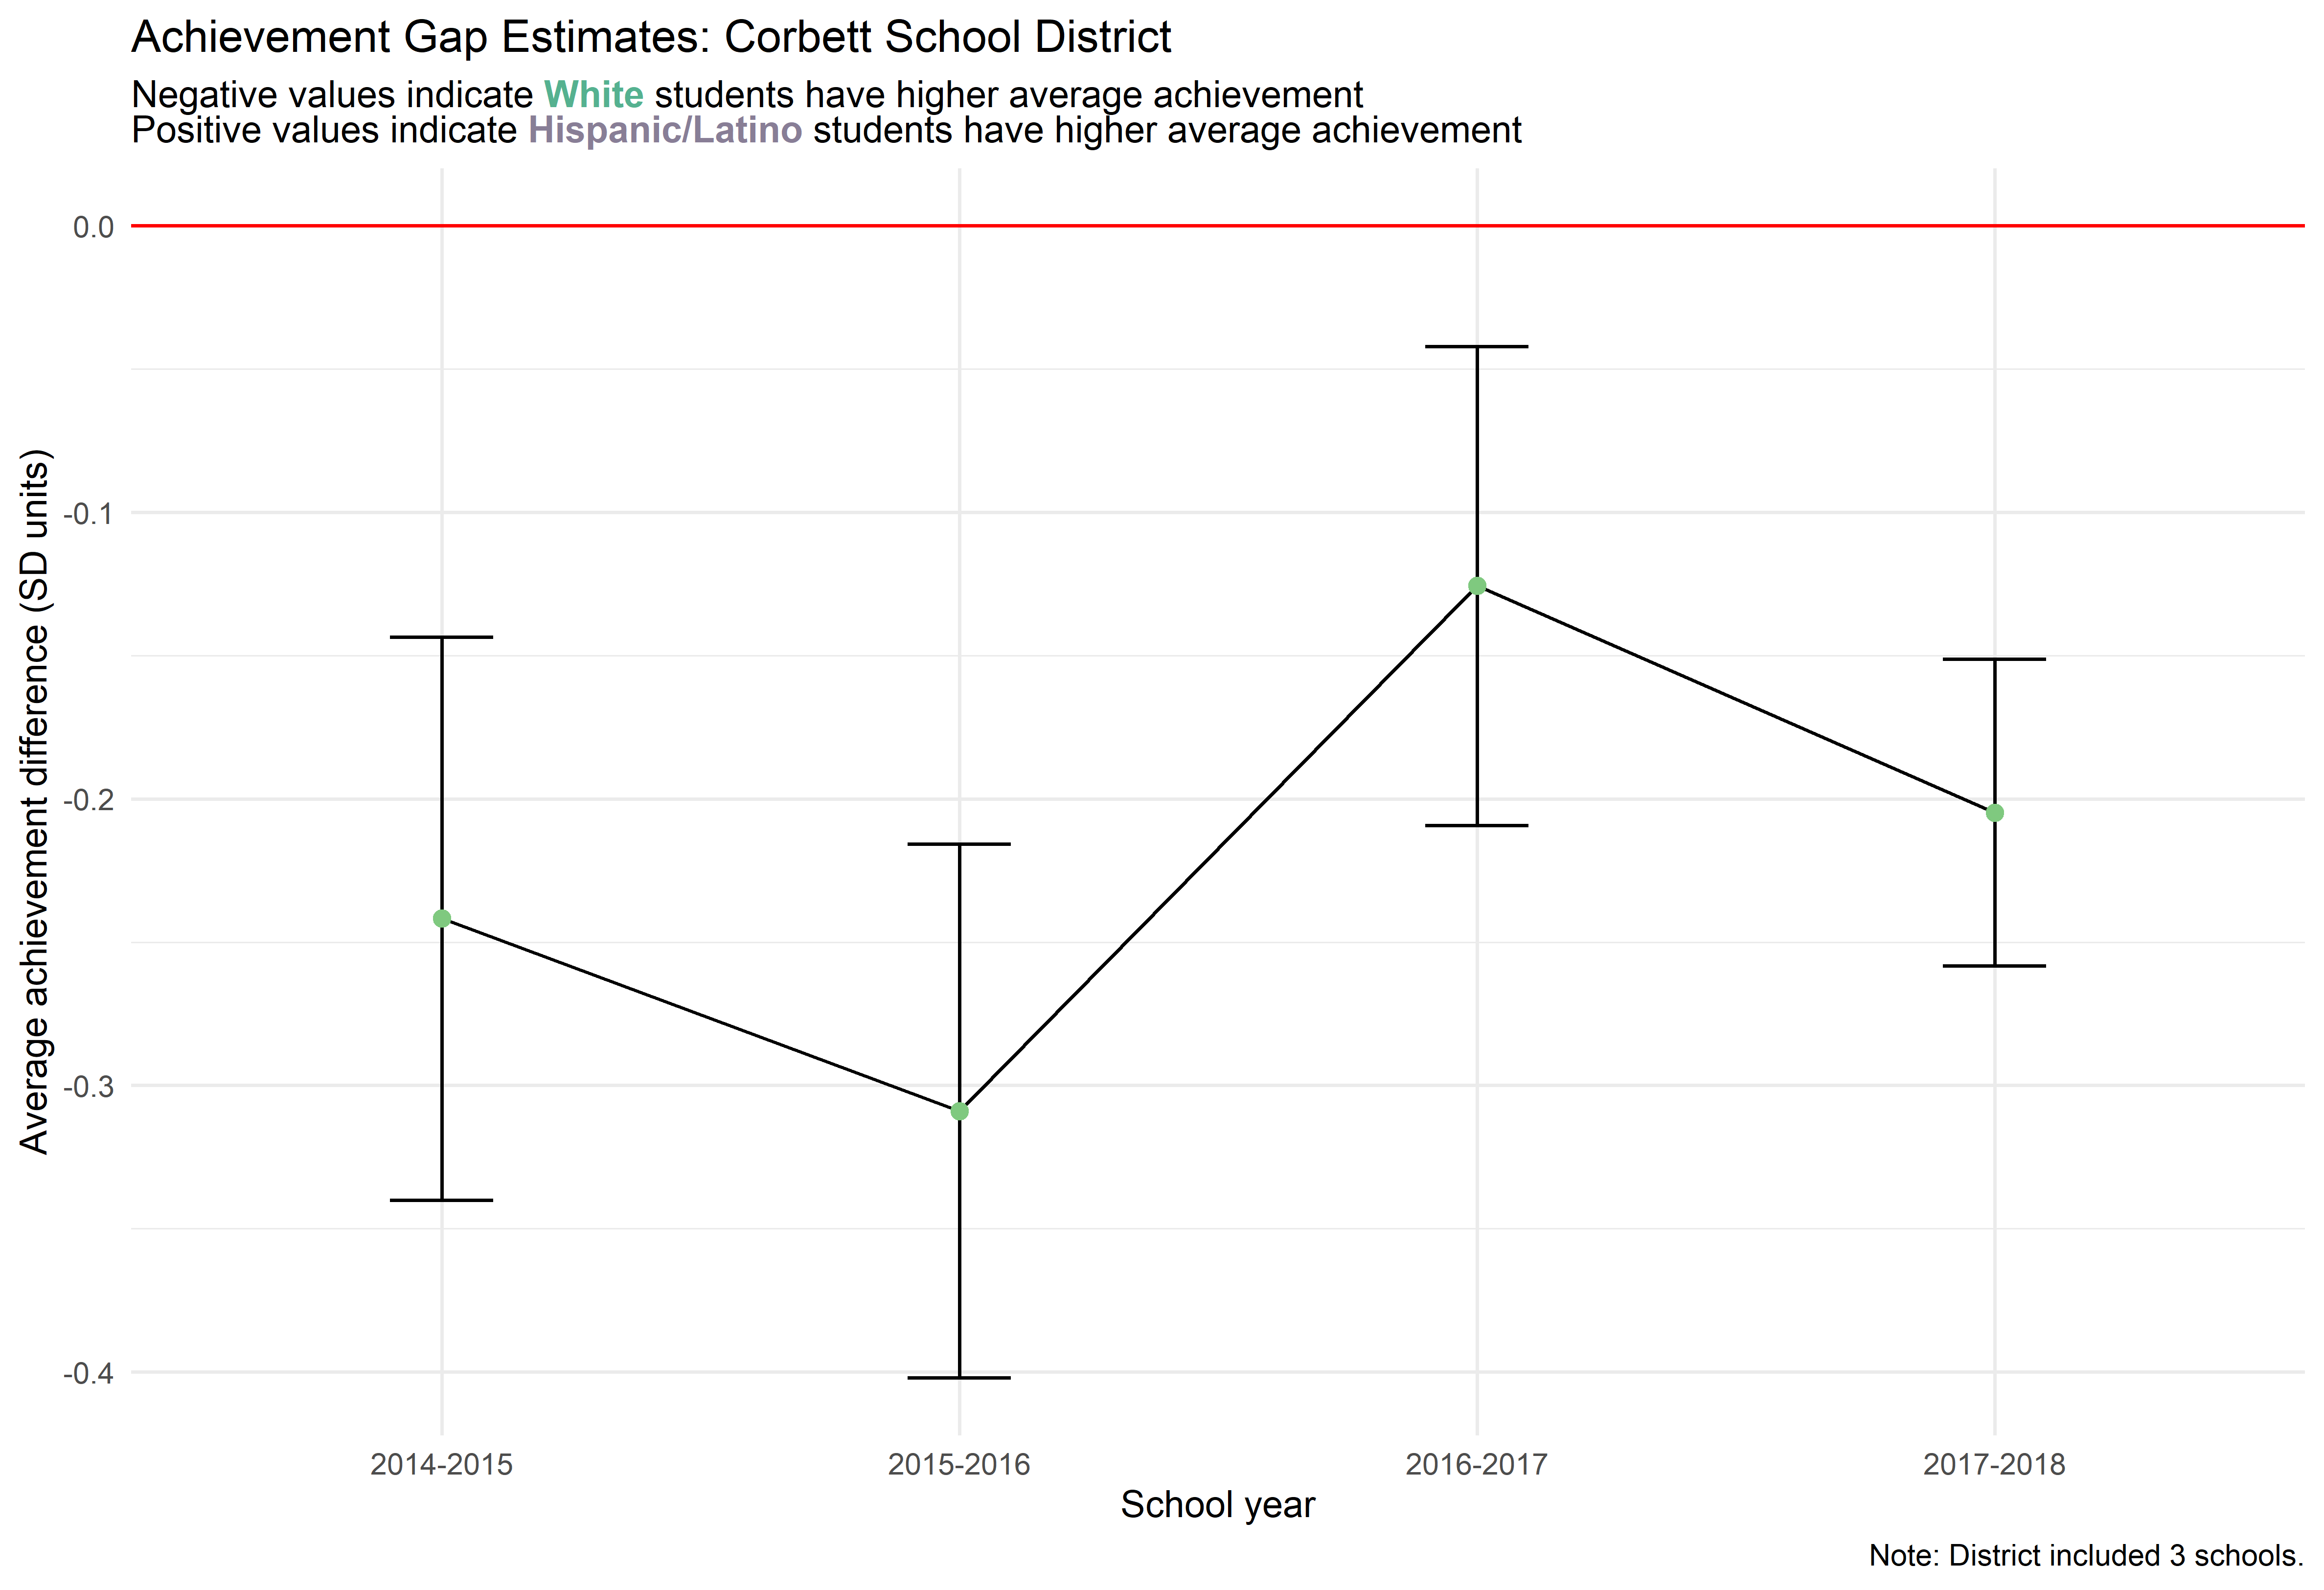 Achievement Gap Estimates: Corbett School District
Negative values indicate White students have higher average achievement
Positive values indicate Hispanic/Latino students have higher average achievement
Average achievement difference (SD units)
0.0
-0.1
-0.2
-0.3
-0.4
2014-2015
2015-2016
2016-2017
2017-2018
School year
Note: District included 3 schools.